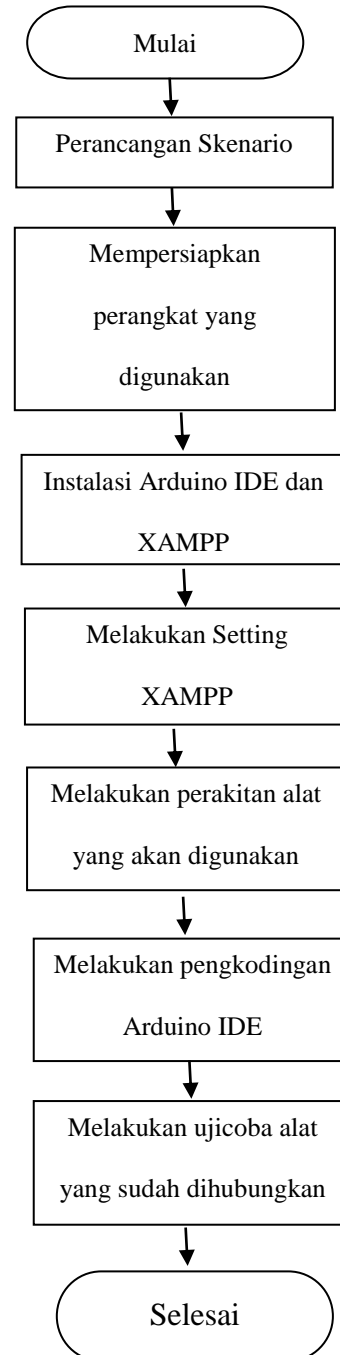 Mulai
Perancangan Skenario
Mempersiapkan
perangkat yang
digunakan
Instalasi Arduino IDE dan
XAMPP
Melakukan Setting
XAMPP
Melakukan perakitan alat
yang akan digunakan
Melakukan pengkodingan
Arduino IDE
Melakukan ujicoba alat
yang sudah dihubungkan
Selesai